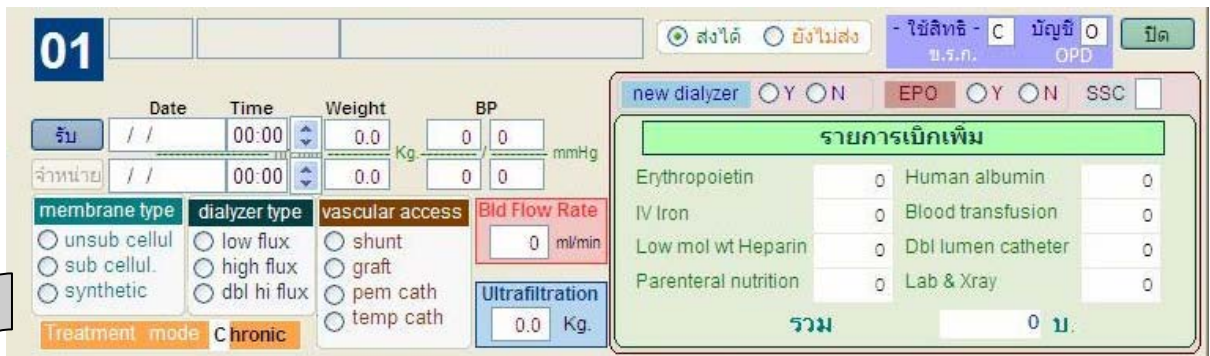 01 ส่งได้ ยังไม่ส่ง - ใช้สิทธิ - C บัญชี O ปิด
ข.ร.ก. OPD
new dialyzer Y N EPO Y N SSC
Date Time Weight BP
รับ / / 00:00 0.0 0 0
Kg. / mmHg
จำหน่าย / / 00:00 0.0 0 0
รายการเบิกเพิ่ม
Erythropoietin 0 Human albumin 0
IV Iron 0 Blood transfusion 0
Low mol wt Heparin 0 Dbl lumen catheter 0
Parenteral nutrition 0 Lab & Xray 0
รวม 0 บ.
membrane type
unsub cellul
sub cellul.
synthetic
dialyzer type
low flux
high flux
dbl hi flux
vascular access
shunt
graft
pem cath
temp cath
Bld Flow Rate
0 ml/min
Ultrafiltration
0.0 Kg.
Treatment mode Chronic